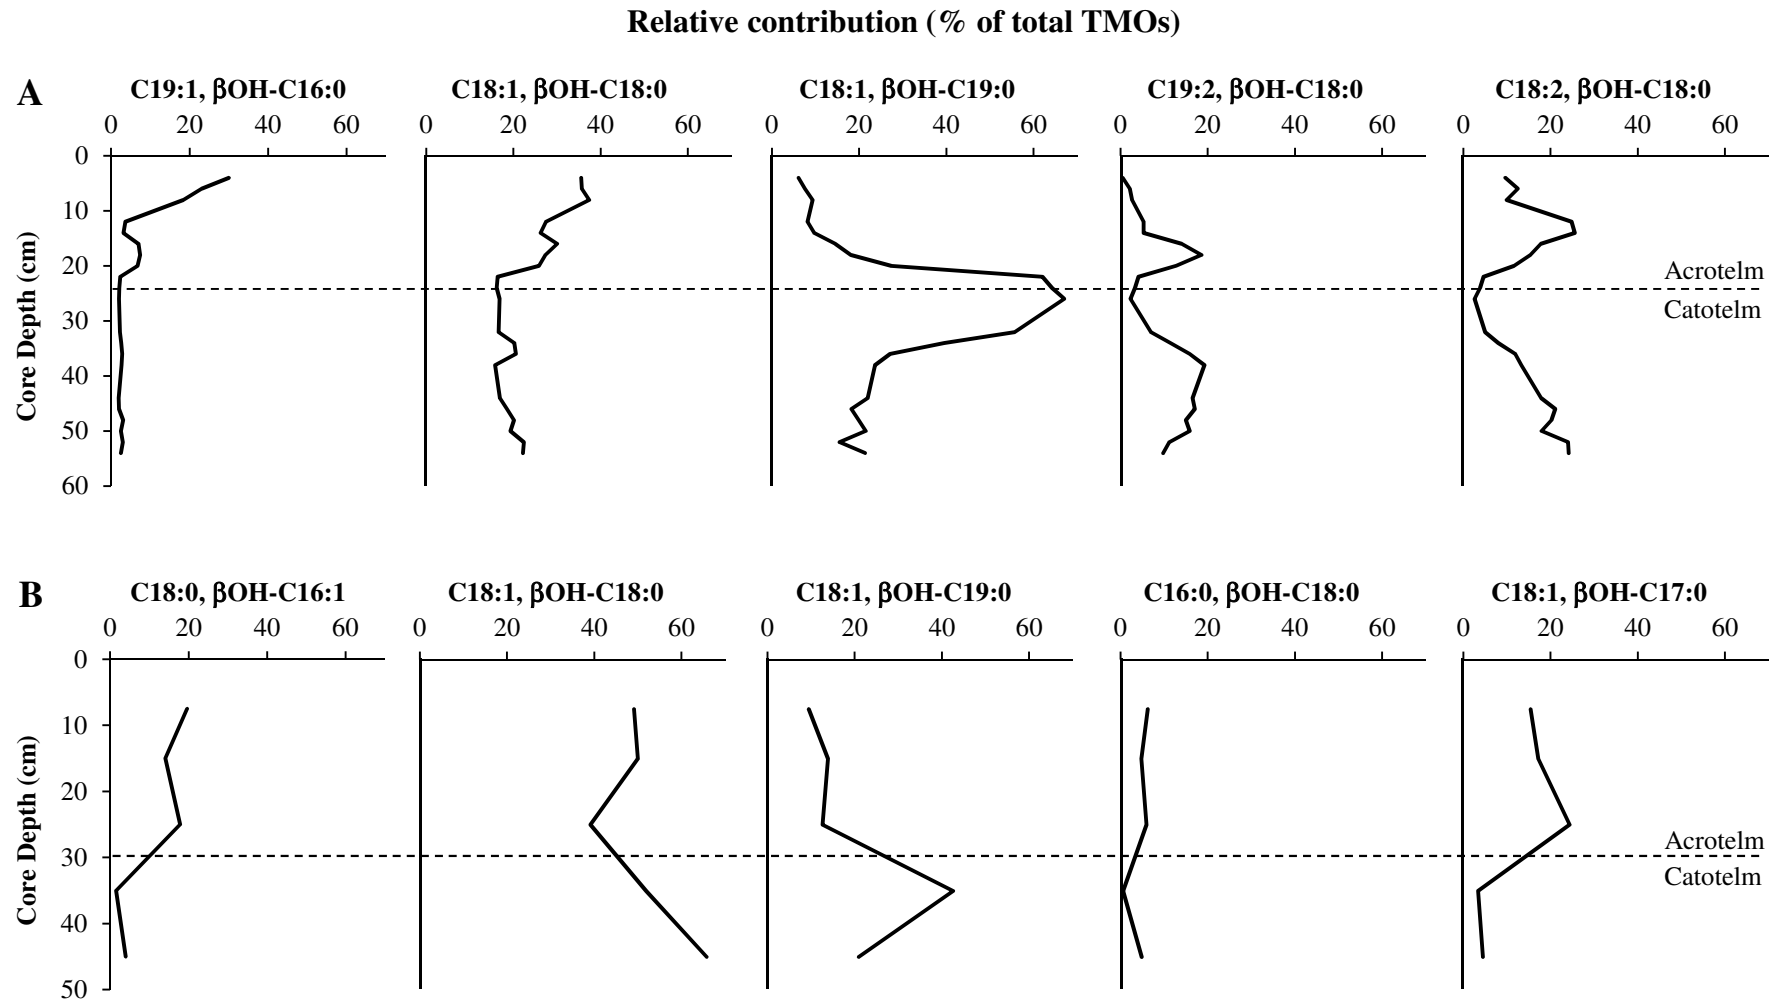 Relative contribution (% of total TMOs)
A
C19:1, βOH-C16:0 C18:1, βOH-C18:0 C18:1, βOH-C19:0 C19:2, βOH-C18:0 C18:2, βOH-C18:0
0 20 40 60 0 20 40 60 0 20 40 60 0 20 40 60 0 20 40 60
0
10
20
30
40
50
60
Core Depth (cm)
Acrotelm
Catotelm
B
C18:0, βOH-C16:1 C18:1, βOH-C18:0 C18:1, βOH-C19:0 C16:0, βOH-C18:0 C18:1, βOH-C17:0
0 20 40 60 0 20 40 60 0 20 40 60 0 20 40 60 0 20 40 60
0
10
20
30
40
50
Core Depth (cm)
Acrotelm
Catotelm